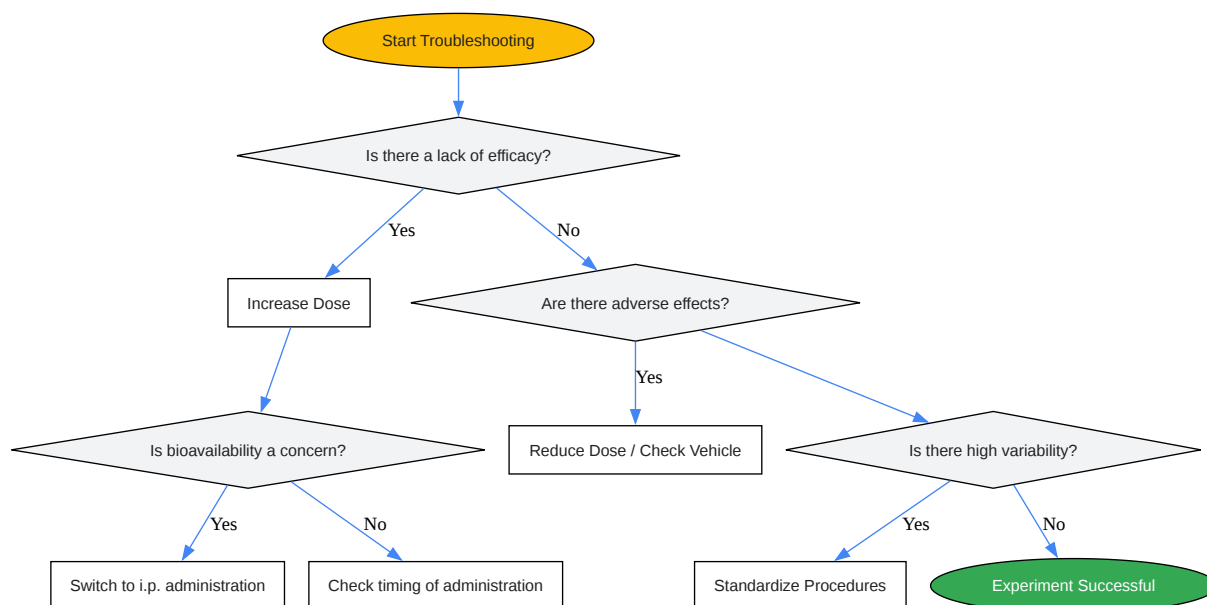 Start Troubleshooting
Is there a lack of efficacy?
Yes
No
Increase Dose
Are there adverse effects?
Yes
Is bioavailability a concern?
Reduce Dose / Check Vehicle
Is there high variability?
Yes
No
Yes
No
Switch to i.p. administration
Check timing of administration
Standardize Procedures
Experiment Successful